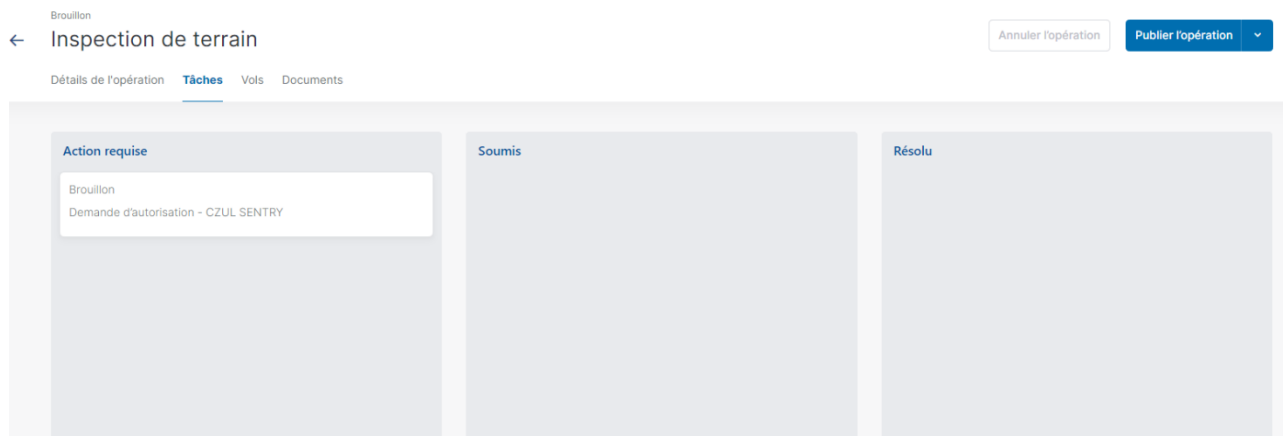 Brouillon
Inspection de terrain
Annuler l'opération
Publier l'opération
Détails de l'opération Tâches Vols Documents
Action requise
Soumis
Résolu
Brouillon
Demande d'autorisation - CZUL SENTRY